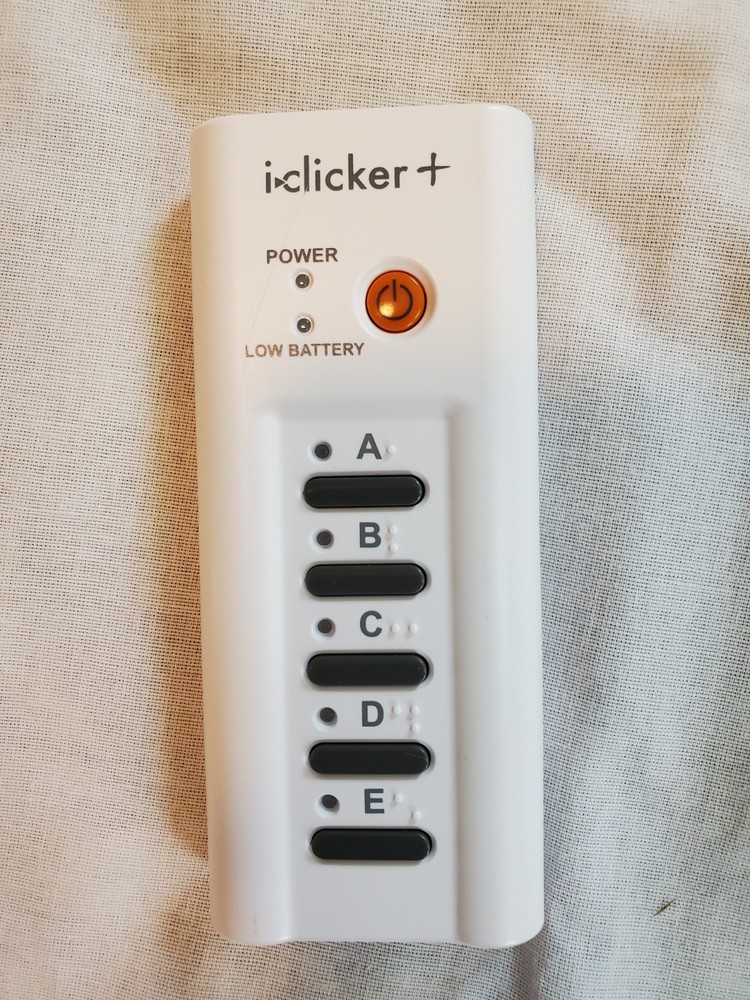 i>clicker+
POWER
LOW BATTERY
A ⠁
B ⠃
C ⠉
D ⠙
E ⠑